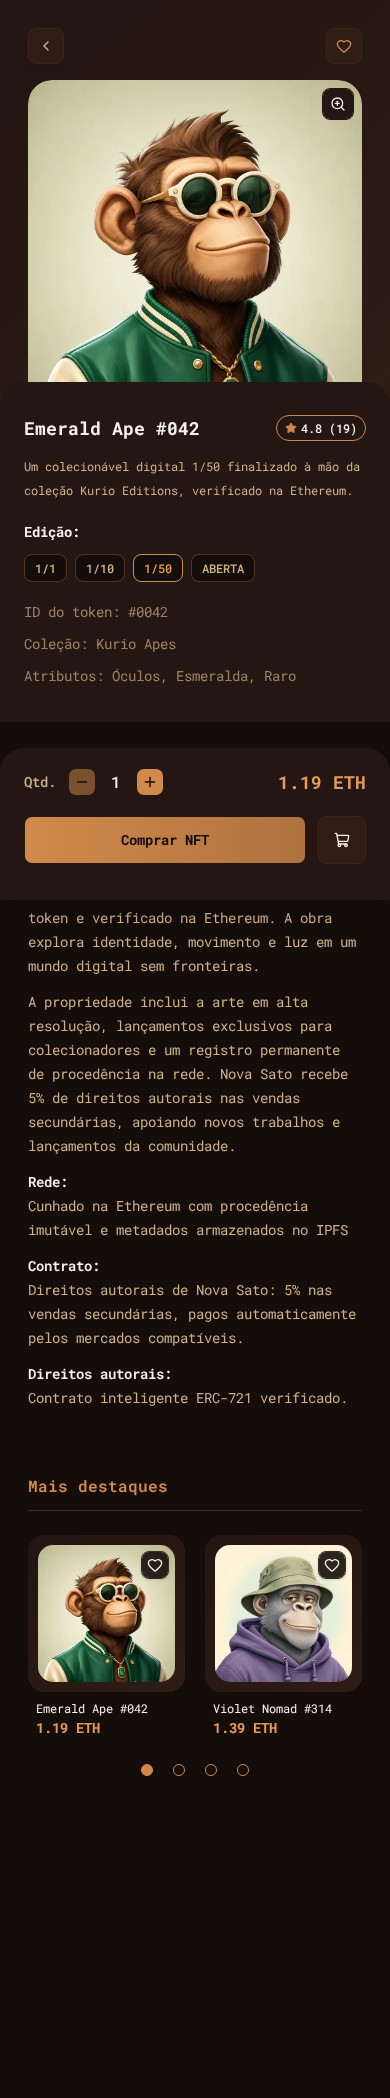 Emerald Ape #042
4.8 (19)
Um colecionável digital 1/50 finalizado à mão da
coleção Kurio Editions, verificado na Ethereum.
Edição:
1/1 1/10 1/50 ABERTA
ID do token: #0042
Coleção: Kurio Apes
Atributos: Óculos, Esmeralda, Raro
Qtd. 1 1.19 ETH
Comprar NFT
token e verificado na Ethereum. A obra
explora identidade, movimento e luz em um
mundo digital sem fronteiras.
A propriedade inclui a arte em alta
resolução, lançamentos exclusivos para
colecionadores e um registro permanente
de procedência na rede. Nova Sato recebe
5% de direitos autorais nas vendas
secundárias, apoiando novos trabalhos e
lançamentos da comunidade.
Rede:
Cunhado na Ethereum com procedência
imutável e metadados armazenados no IPFS
Contrato:
Direitos autorais de Nova Sato: 5% nas
vendas secundárias, pagos automaticamente
pelos mercados compatíveis.
Direitos autorais:
Contrato inteligente ERC-721 verificado.
Mais destaques
Emerald Ape #042
1.19 ETH
Violet Nomad #314
1.39 ETH